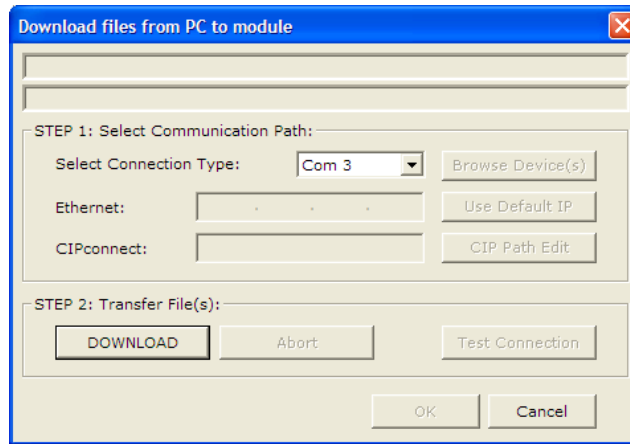 Download files from PC to module
STEP 1: Select Communication Path:
Select Connection Type: Com 3 Browse Device(s)
Ethernet: . . . Use Default IP
CIPconnect: CIP Path Edit
STEP 2: Transfer File(s):
DOWNLOAD Abort Test Connection
OK Cancel